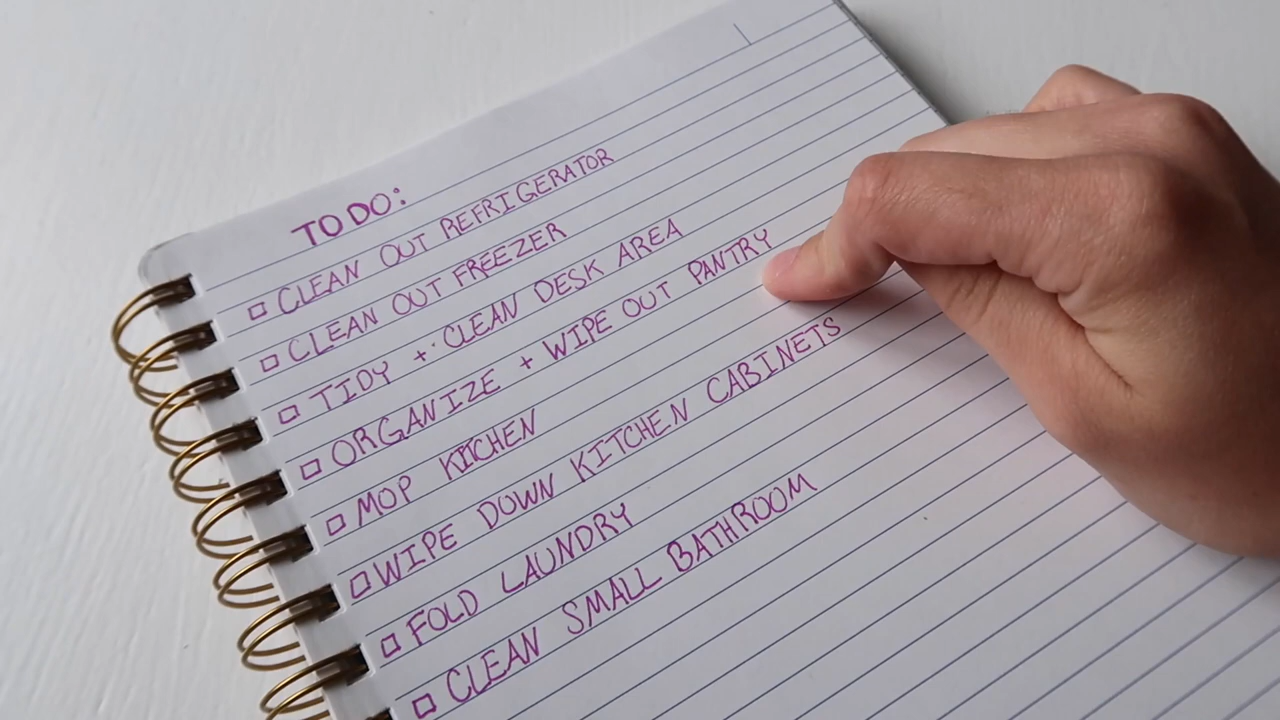 TO DO:
CLEAN OUT REFRIGERATOR
CLEAN OUT FREEZER
TIDY + CLEAN DESK AREA
ORGANIZE + WIPE OUT PANTRY
MOP KITCHEN
WIPE DOWN KITCHEN CABINETS
FOLD LAUNDRY
CLEAN SMALL BATHROOM